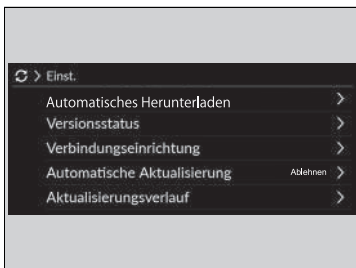 Einst.
Automatisches Herunterladen
Versionsstatus
Verbindungseinrichtung
Automatische Aktualisierung Ablehnen
Aktualisierungsverlauf